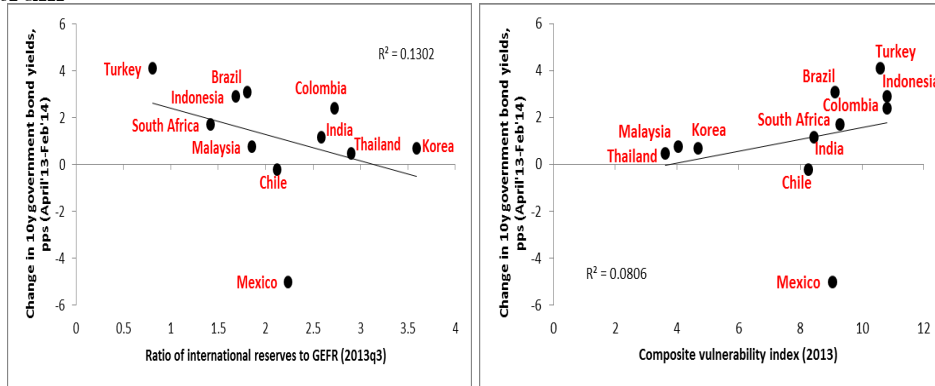 Change in 10y government bond yields,
pps (April'13-Feb'14)
6
4
2
0
-2
-4
-6
R² = 0.1302
Turkey
Brazil
Indonesia
Colombia
South Africa
India
Malaysia
Thailand
Korea
Chile
Mexico
0 0.5 1 1.5 2 2.5 3 3.5 4
Ratio of international reserves to GEFR (2013q3)
Change in 10y government bond yields,
pps (April'13-Feb'14)
6
4
2
0
-2
-4
-6
Turkey
Brazil
Indonesia
Colombia
Malaysia
Korea
South Africa
Thailand
India
Chile
R² = 0.0806
Mexico
0 2 4 6 8 10 12
Composite vulnerability index (2013)